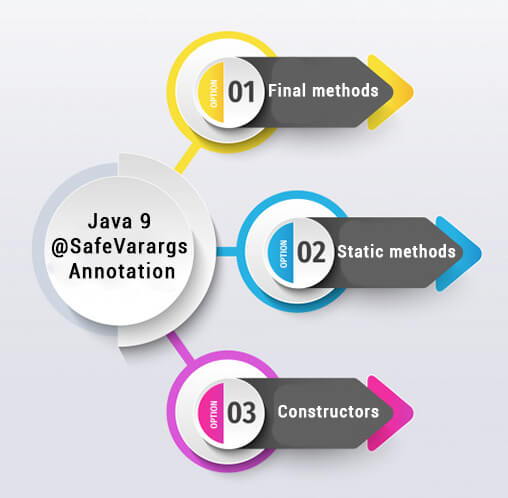 Java 9
@SafeVarargs
Annotation
OPTION
01
Final methods
OPTION
02
Static methods
OPTION
03
Constructors